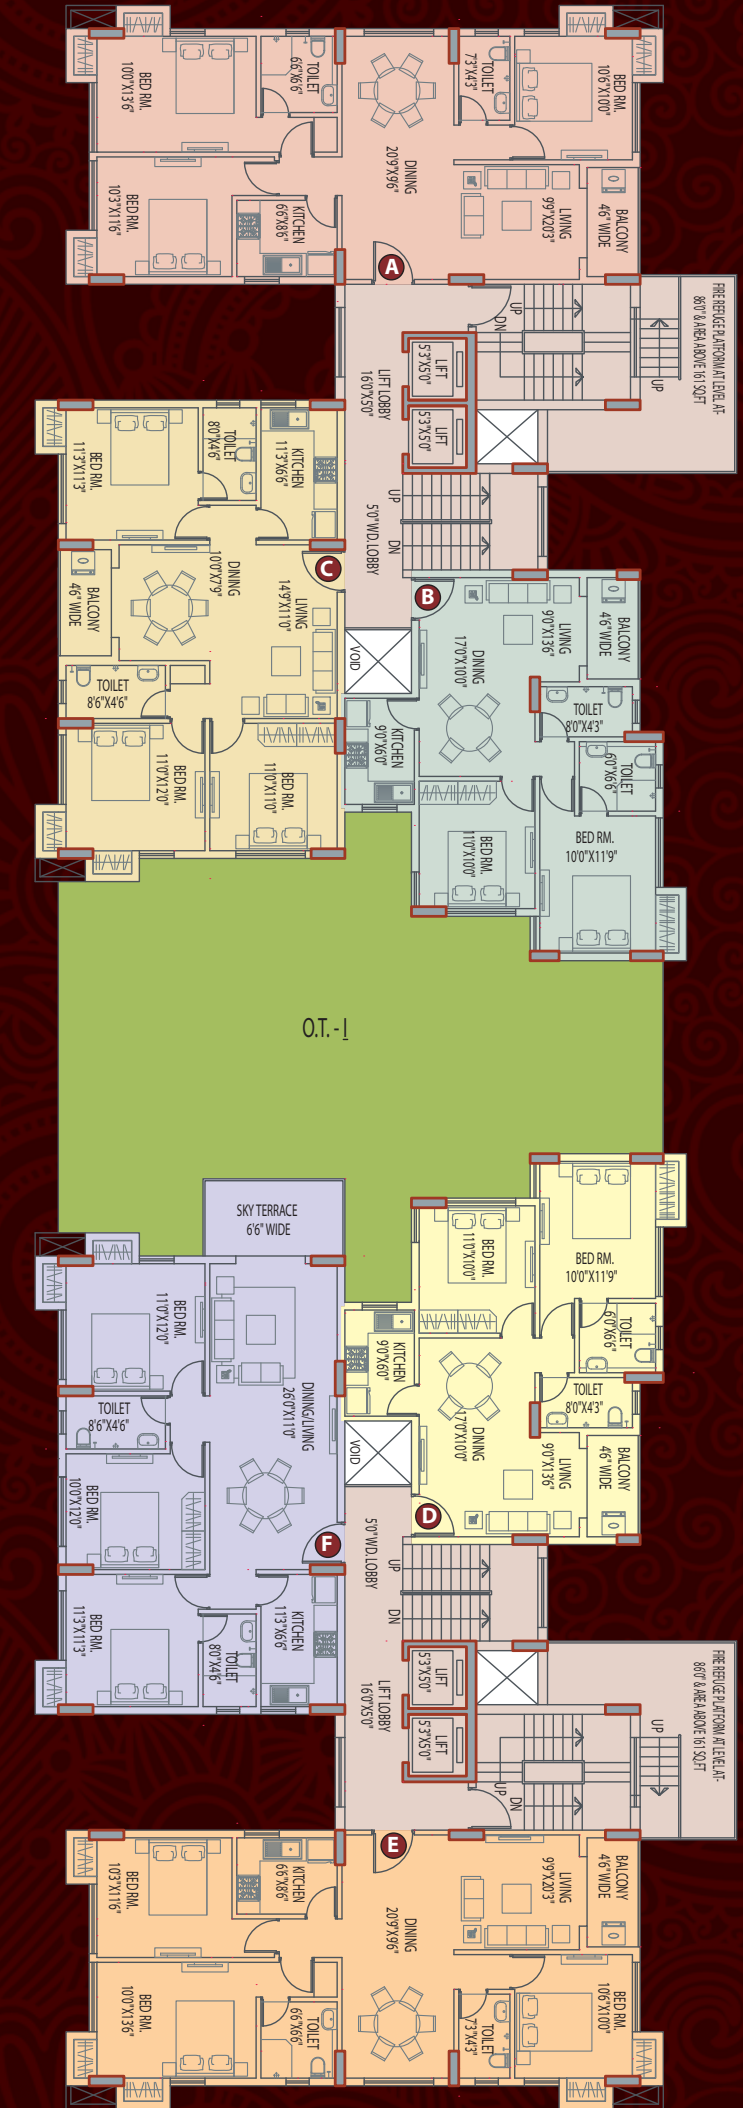 BED RM.
10'0"X13'6"
TOILET
6'6"X6'6"
TOILET
7'3"X4'3"
BED RM.
10'6"X10'0"
DINING
20'9"X9'6"
BED RM.
10'3"X11'6"
KITCHEN
6'6"X8'6"
LIVING
9'9"X20'3"
BALCONY
4'6" WIDE
A
UP
DN
LIFT
5'3"X5'0"
LIFT LOBBY
16'0"X5'0"
UP
FIRE REFUGE PLATFORM AT LEVEL AT-
86'0" & AREA ABOVE 161 SQ.FT
LIFT
5'3"X5'0"
BED RM.
11'3"X11'3"
TOILET
8'0"X4'6"
KITCHEN
11'3"X6'6"
UP
DN
5'0" WD. LOBBY
C
B
BALCONY
4'6" WIDE
DINING
10'0"X7'9"
LIVING
14'9"X11'0"
VOID
DINING
17'0"X10'0"
LIVING
9'0"X13'6"
BALCONY
4'6" WIDE
TOILET
8'6"X4'6"
TOILET
8'0"X4'3"
KITCHEN
9'0"X6'0"
TOILET
6'0"X6'6"
BED RM.
11'0"X12'0"
BED RM.
11'0"X11'0"
BED RM.
11'0"X10'0"
BED RM.
10'0"X11'9"
O.T. - I
SKY TERRACE
6'6" WIDE
BED RM.
11'0"X10'0"
BED RM.
10'0"X11'9"
BED RM.
11'0"X12'0"
KITCHEN
9'0"X6'0"
TOILET
6'0"X6'6"
TOILET
8'6"X4'6"
DINING/LIVING
26'0"X11'0"
TOILET
8'0"X4'3"
VOID
DINING
17'0"X10'0"
LIVING
9'0"X13'6"
BALCONY
4'6" WIDE
BED RM.
10'0"X12'0"
F
D
5'0" WD. LOBBY
UP
DN
BED RM.
11'3"X11'3"
TOILET
8'0"X4'6"
KITCHEN
11'3"X6'6"
LIFT
5'3"X5'0"
LIFT LOBBY
16'0"X5'0"
LIFT
5'3"X5'0"
UP
FIRE REFUGE PLATFORM AT LEVEL AT-
86'0" & AREA ABOVE 161 SQ.FT
UP
DN
E
BED RM.
10'3"X11'6"
KITCHEN
6'6"X8'6"
DINING
20'9"X9'6"
LIVING
9'9"X20'3"
BALCONY
4'6" WIDE
BED RM.
10'0"X13'6"
TOILET
6'6"X6'6"
TOILET
7'3"X4'3"
BED RM.
10'6"X10'0"